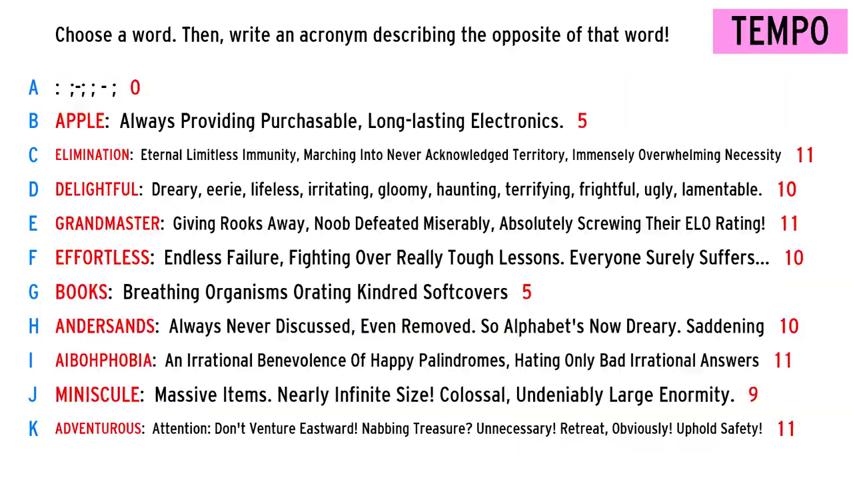 Choose a word. Then, write an acronym describing the opposite of that word!
TEMPO
A : ;-; ; - ; 0
B APPLE: Always Providing Purchasable, Long-lasting Electronics. 5
C ELIMINATION: Eternal Limitless Immunity, Marching Into Never Acknowledged Territory, Immensely Overwhelming Necessity 11
D DELIGHTFUL: Dreary, eerie, lifeless, irritating, gloomy, haunting, terrifying, frightful, ugly, lamentable. 10
E GRANDMASTER: Giving Rooks Away, Noob Defeated Miserably, Absolutely Screwing Their ELO Rating! 11
F EFFORTLESS: Endless Failure, Fighting Over Really Tough Lessons. Everyone Surely Suffers... 10
G BOOKS: Breathing Organisms Orating Kindred Softcovers 5
H ANDERSANDS: Always Never Discussed, Even Removed. So Alphabet's Now Dreary. Saddening 10
I AIBOHPHOBIA: An Irrational Benevolence Of Happy Palindromes, Hating Only Bad Irrational Answers 11
J MINISCULE: Massive Items. Nearly Infinite Size! Colossal, Undeniably Large Enormity. 9
K ADVENTUROUS: Attention: Don't Venture Eastward! Nabbing Treasure? Unnecessary! Retreat, Obviously! Uphold Safety! 11